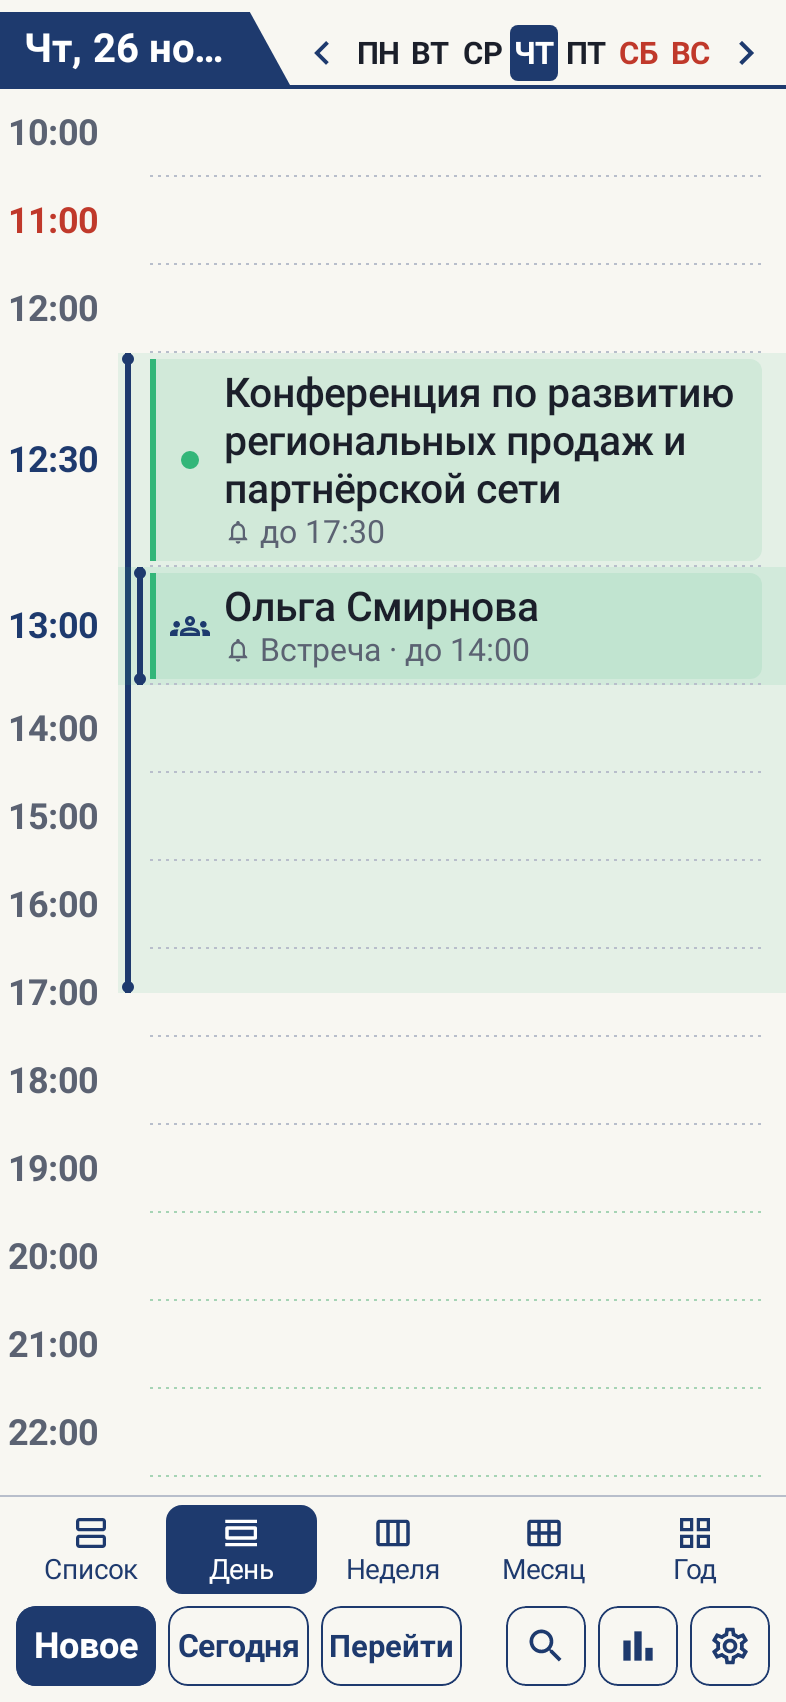 Чт, 26 но...
ПН ВТ СР ЧТ ПТ СБ ВС
10:00
11:00
12:00
12:30
Конференция по развитию
региональных продаж и
партнёрской сети
до 17:30
13:00
Ольга Смирнова
Встреча · до 14:00
14:00
15:00
16:00
17:00
18:00
19:00
20:00
21:00
22:00
Список День Неделя Месяц Год
Новое Сегодня Перейти